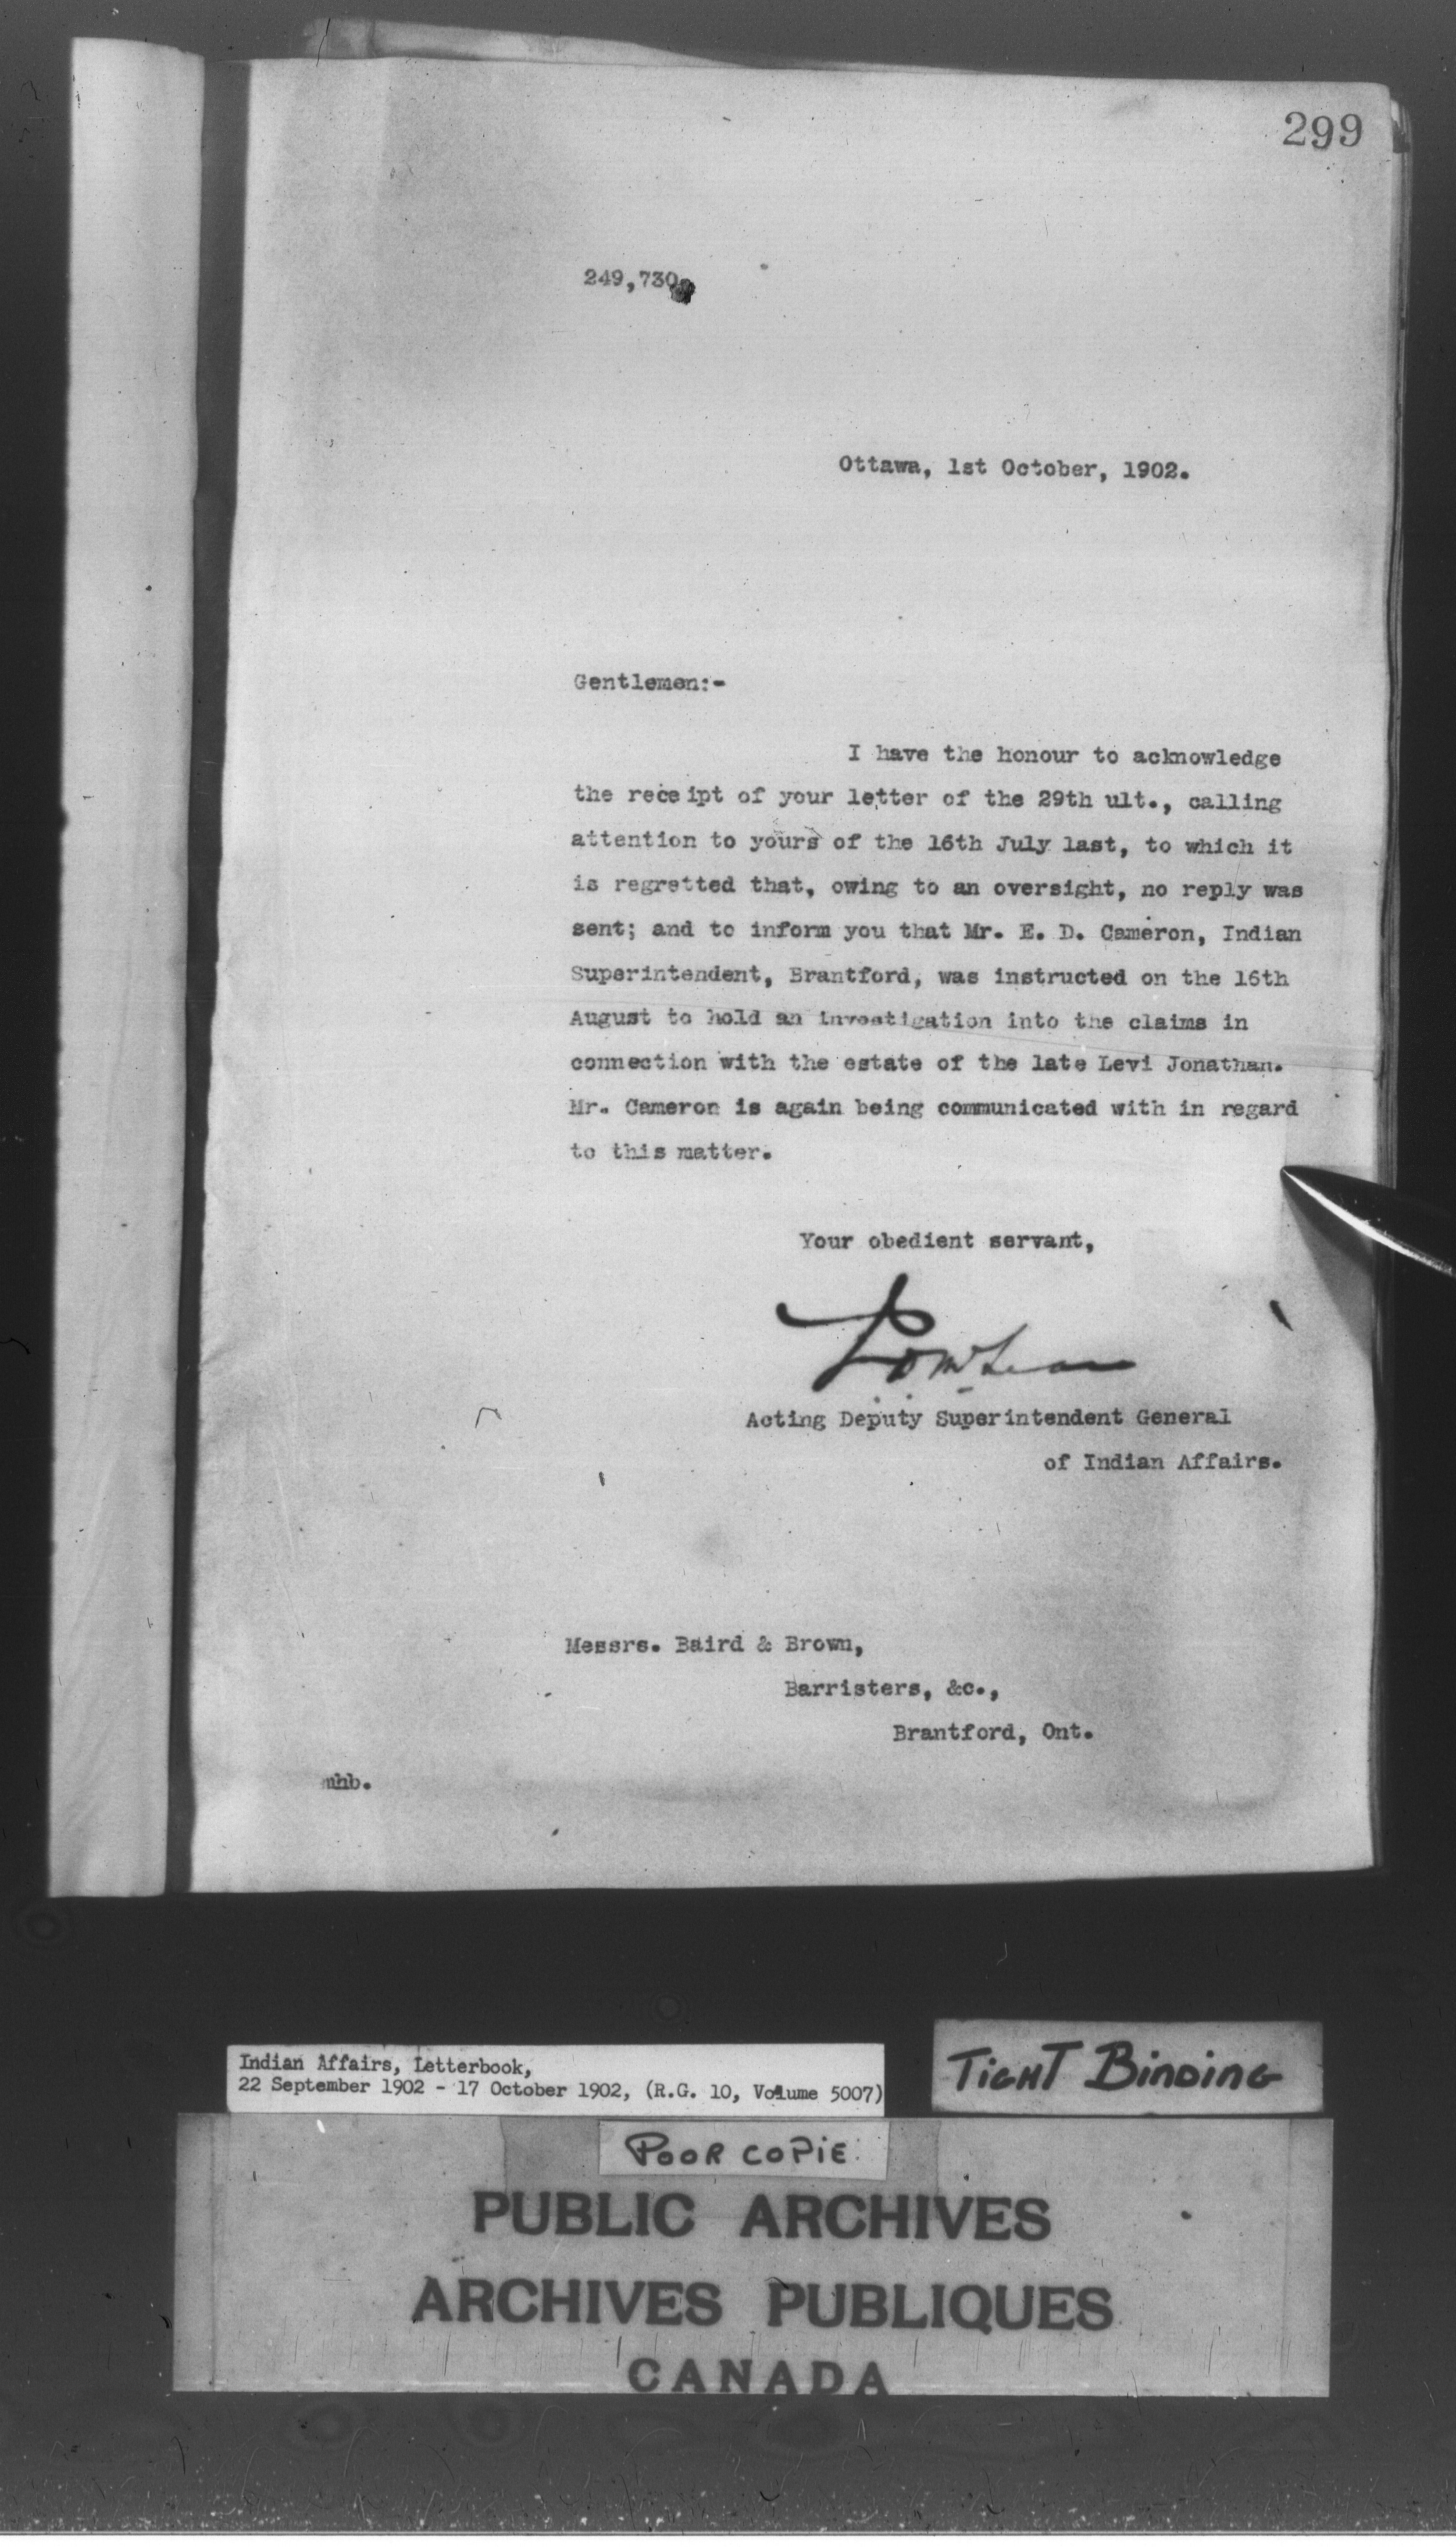 299
249,730
Ottawa, 1st October, 1902.
Gentlemen:-
I have the honour to acknowledge
the receipt of your letter of the 29th ult., calling
attention to yours of the 16th July last, to which it
is regretted that, owing to an oversight, no reply was
sent; and to inform you that Mr. E. D. Cameron, Indian
Superintendent, Brantford, was instructed on the 16th
August to hold an investigation into the claims in
connection with the estate of the late Levi Jonathan.
Mr. Cameron is again being communicated with in regard
to this matter.
Your obedient servant,
Acting Deputy Superintendent General
of Indian Affairs.
Messrs. Baird & Brown,
Barristers, &c.,
Brantford, Ont.
mhb.
Indian Affairs, Letterbook,
22 September 1902 - 17 October 1902, (R.G. 10, Volume 5007)
TIGHT BINDING
POOR COPIE
PUBLIC ARCHIVES
ARCHIVES PUBLIQUES
CANADA